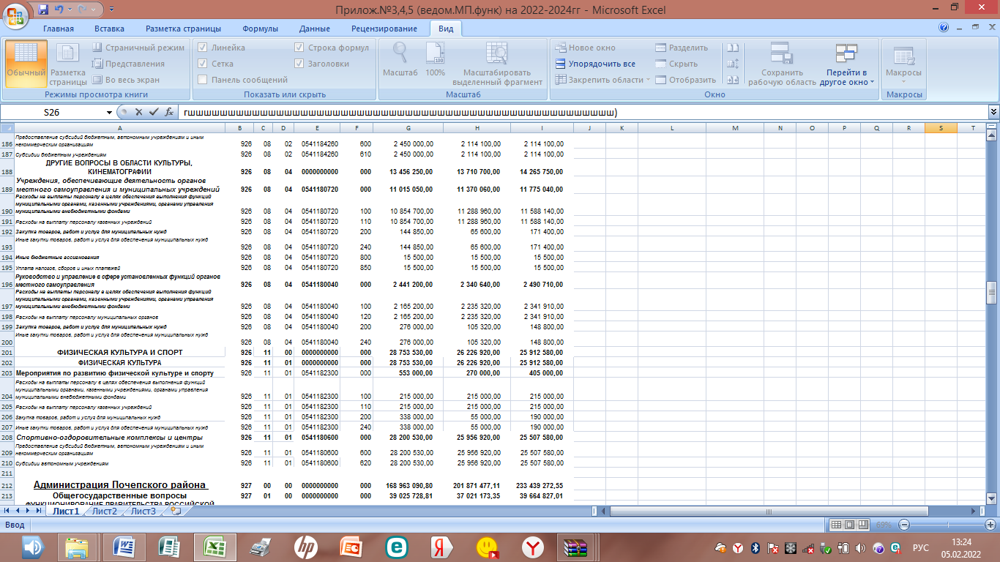 Прилож.№3,4,5 (ведом.МП.функ) на 2022-2024гг - Microsoft Excel
Главная Вставка Разметка страницы Формулы Данные Рецензирование Вид
Обычный Разметка страницы Страничный режим Представления Во весь экран
Линейка Сетка Панель сообщений Строка формул Заголовки
Масштаб 100% Масштабировать выделенный фрагмент
Новое окно Упорядочить все Закрепить области Разделить Скрыть Отобразить
Сохранить рабочую область Перейти в другое окно Макросы
Режимы просмотра книги Показать или скрыть Масштаб Окно Макросы
S26 fx
A B C D E F G H I J K L M N O P Q R S T
186 Предоставление субсидий бюджетным, автономным учреждениям и иным
некоммерческим организациям 926 08 02 0541184260 600 2 450 000,00 2 114 100,00 2 114 100,00
187 Субсидии бюджетным учреждениям 926 08 02 0541184260 610 2 450 000,00 2 114 100,00 2 114 100,00
ДРУГИЕ ВОПРОСЫ В ОБЛАСТИ КУЛЬТУРЫ,
188 КИНЕМАТОГРАФИИ 926 08 04 0000000000 000 13 456 250,00 13 710 700,00 14 265 750,00
Учреждения, обеспечивающие деятельность органов
189 местного самоуправления и муниципальных учреждений 926 08 04 0541180720 000 11 015 050,00 11 370 060,00 11 775 040,00
Расходы на выплаты персоналу в целях обеспечения выполнения функций
муниципальными органами, казенными учреждениями, органами управления
190 муниципальными внебюджетными фондами 926 08 04 0541180720 100 10 854 700,00 11 288 960,00 11 588 140,00
191 Расходы на выплату персоналу казенных учреждений 926 08 04 0541180720 110 10 854 700,00 11 288 960,00 11 588 140,00
192 Закупка товаров, работ и услуг для муниципальных нужд 926 08 04 0541180720 200 144 850,00 65 600,00 171 400,00
Иные закупки товаров, работ и услуг для обеспечения муниципальных нужд
193 926 08 04 0541180720 240 144 850,00 65 600,00 171 400,00
194 Иные бюджетные ассигнования 926 08 04 0541180720 800 15 500,00 15 500,00 15 500,00
195 Уплата налогов, сборов и иных платежей 926 08 04 0541180720 850 15 500,00 15 500,00 15 500,00
Руководство и управление в сфере установленных функций органов
196 местного самоуправления 926 08 04 0541180040 000 2 441 200,00 2 340 640,00 2 490 710,00
Расходы на выплаты персоналу в целях обеспечения выполнения функций
муниципальными органами, казенными учреждениями, органами управления
197 муниципальными внебюджетными фондами 926 08 04 0541180040 100 2 165 200,00 2 235 320,00 2 341 910,00
198 Расходы на выплату персоналу муниципальных органов 926 08 04 0541180040 120 2 165 200,00 2 235 320,00 2 341 910,00
199 Закупка товаров, работ и услуг для муниципальных нужд 926 08 04 0541180040 200 276 000,00 105 320,00 148 800,00
Иные закупки товаров, работ и услуг для обеспечения муниципальных нужд
200 926 08 04 0541180040 240 276 000,00 105 320,00 148 800,00
201 ФИЗИЧЕСКАЯ КУЛЬТУРА И СПОРТ 926 11 00 0000000000 000 28 753 530,00 26 226 920,00 25 912 580,00
202 ФИЗИЧЕСКАЯ КУЛЬТУРА 926 11 01 0000000000 000 28 753 530,00 26 226 920,00 25 912 580,00
203 Мероприятия по развитию физической культуре и спорту 926 11 01 0541182300 000 553 000,00 270 000,00 405 000,00
Расходы на выплаты персоналу в целях обеспечения выполнения функций
муниципальными органами, казенными учреждениями, органами управления
204 муниципальными внебюджетными фондами 926 11 01 0541182300 100 215 000,00 215 000,00 215 000,00
205 Расходы на выплату персоналу казенных учреждений 926 11 01 0541182300 110 215 000,00 215 000,00 215 000,00
206 Закупка товаров, работ и услуг для муниципальных нужд 926 11 01 0541182300 200 338 000,00 55 000,00 190 000,00
207 Иные закупки товаров, работ и услуг для обеспечения муниципальных нужд 926 11 01 0541182300 240 338 000,00 55 000,00 190 000,00
208 Спортивно-оздоровительные комплексы и центры 926 11 01 0541180600 000 28 200 530,00 25 956 920,00 25 507 580,00
Предоставление субсидий бюджетным, автономным учреждениям и иным
209 некоммерческим организациям 926 11 01 0541180600 600 28 200 530,00 25 956 920,00 25 507 580,00
210 Субсидии автономным учреждениям 926 11 01 0541180600 620 28 200 530,00 25 956 920,00 25 507 580,00
211
212 Администрация Почепского района 927 00 00 0000000000 000 168 963 090,80 201 871 477,11 233 439 272,55
213 Общегосударственные вопросы 927 01 00 0000000000 000 39 025 728,81 37 021 173,35 39 664 827,01
ФУНКЦИОНИРОВАНИЕ ПРАВИТЕЛЬСТВА РОССИЙСКОЙ
Лист1 Лист2 Лист3
Ввод 69%
РУС 13:24
05.02.2022